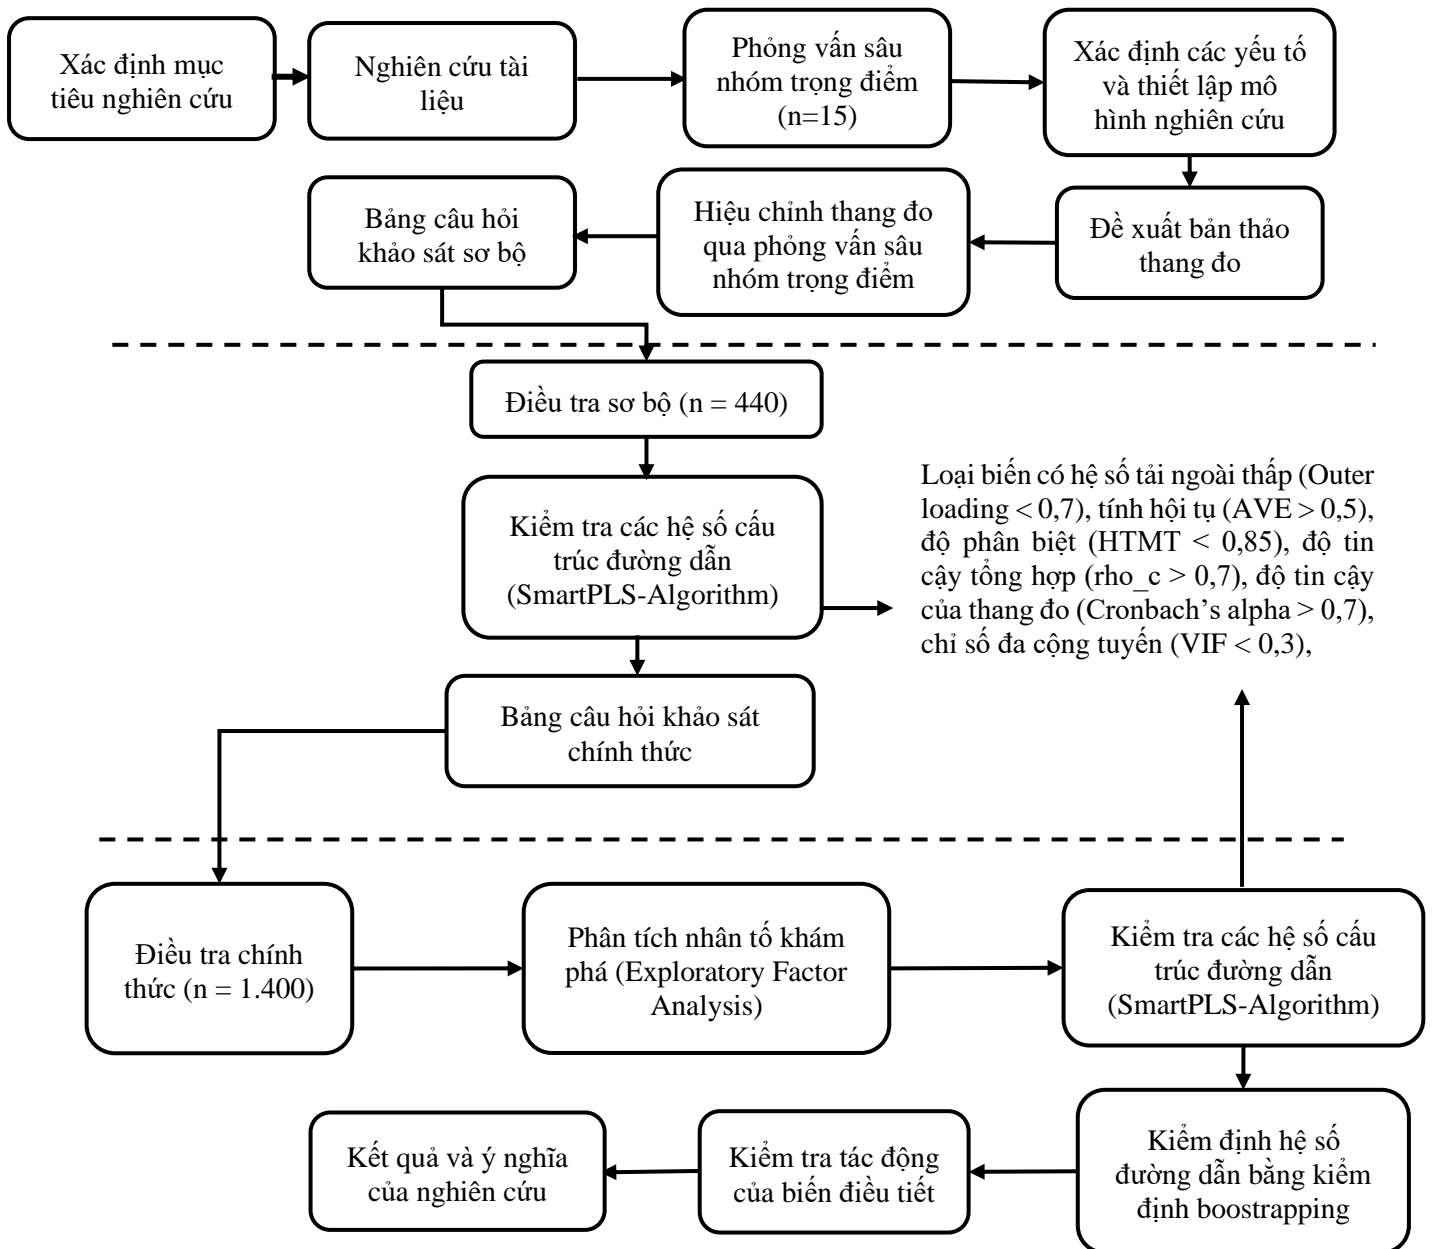 Xác định mục
tiêu nghiên cứu
Nghiên cứu tài
liệu
Phỏng vấn sâu
nhóm trọng điểm
(n=15)
Xác định các yếu tố
và thiết lập mô
hình nghiên cứu
Đề xuất bản thảo
thang đo
Hiệu chỉnh thang đo
qua phỏng vấn sâu
nhóm trọng điểm
Bảng câu hỏi
khảo sát sơ bộ
Điều tra sơ bộ (n = 440)
Kiểm tra các hệ số cấu
trúc đường dẫn
(SmartPLS-Algorithm)
Loại biến có hệ số tải ngoài thấp (Outer
loading < 0,7), tính hội tụ (AVE > 0,5),
độ phân biệt (HTMT < 0,85), độ tin
cậy tổng hợp (rho_c > 0,7), độ tin cậy
của thang đo (Cronbach’s alpha > 0,7),
chỉ số đa cộng tuyến (VIF < 0,3),
Bảng câu hỏi khảo sát
chính thức
Điều tra chính
thức (n = 1.400)
Phân tích nhân tố khám
phá (Exploratory Factor
Analysis)
Kiểm tra các hệ số cấu
trúc đường dẫn
(SmartPLS-Algorithm)
Kiểm định hệ số
đường dẫn bằng kiểm
định boostrapping
Kiểm tra tác động
của biến điều tiết
Kết quả và ý nghĩa
của nghiên cứu